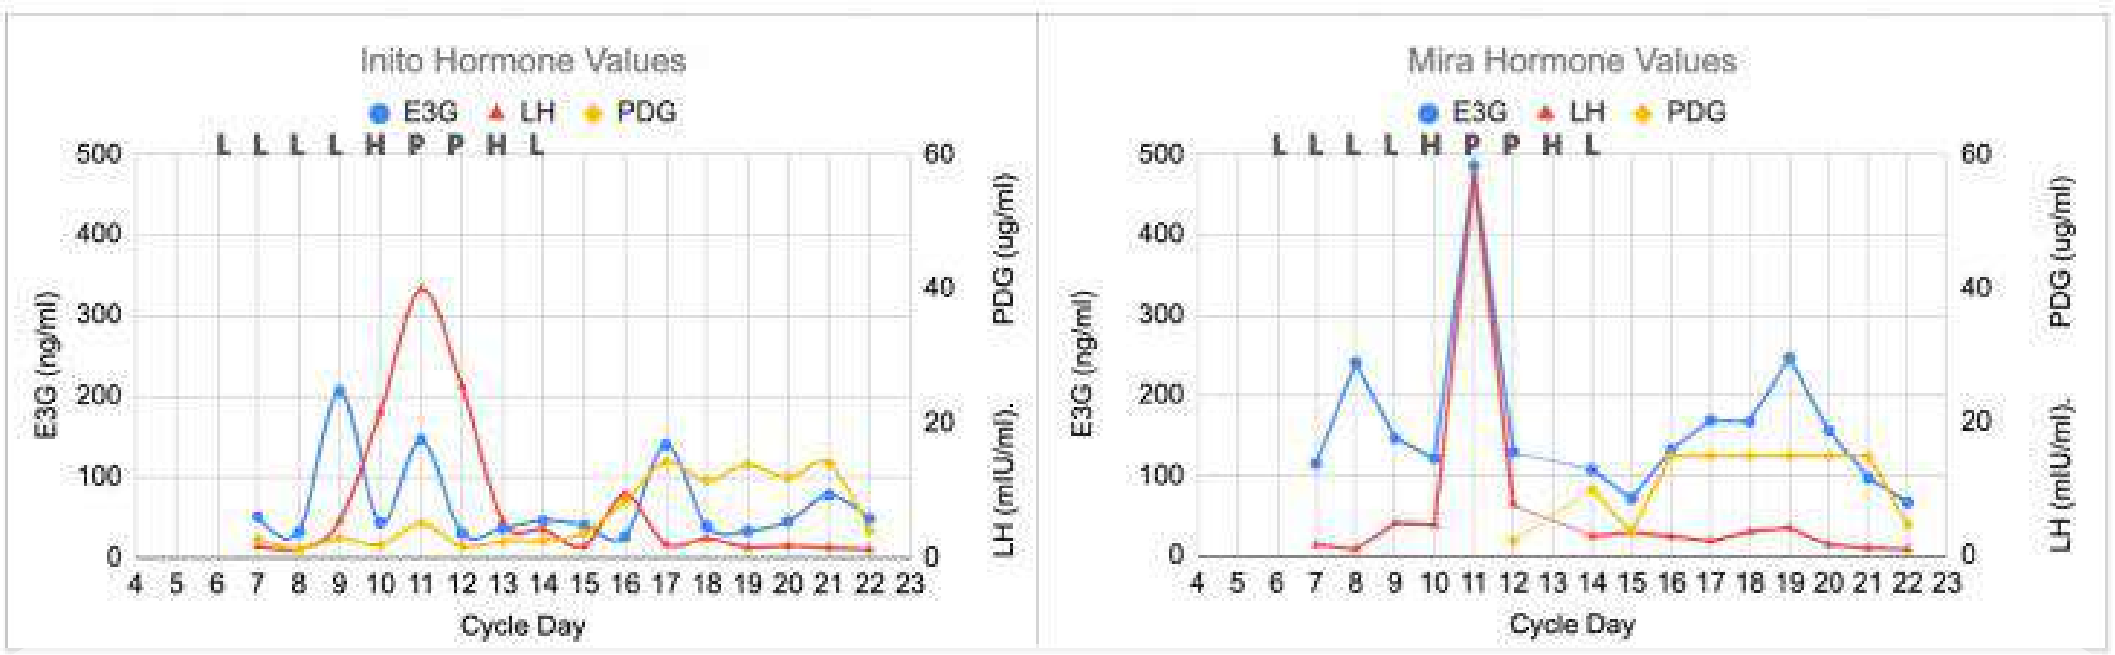 Inito Hormone Values
E3G LH PDG
L L L L H P P H L
500
400
300
200
100
0
60
40
20
0
E3G (ng/ml)
PDG (ug/ml)
LH (mIU/ml).
4 5 6 7 8 9 10 11 12 13 14 15 16 17 18 19 20 21 22 23
Cycle Day
Mira Hormone Values
E3G LH PDG
L L L L H P P H L
500
400
300
200
100
0
60
40
20
0
E3G (ng/ml)
PDG (ug/ml)
LH (mIU/ml).
4 5 6 7 8 9 10 11 12 13 14 15 16 17 18 19 20 21 22 23
Cycle Day